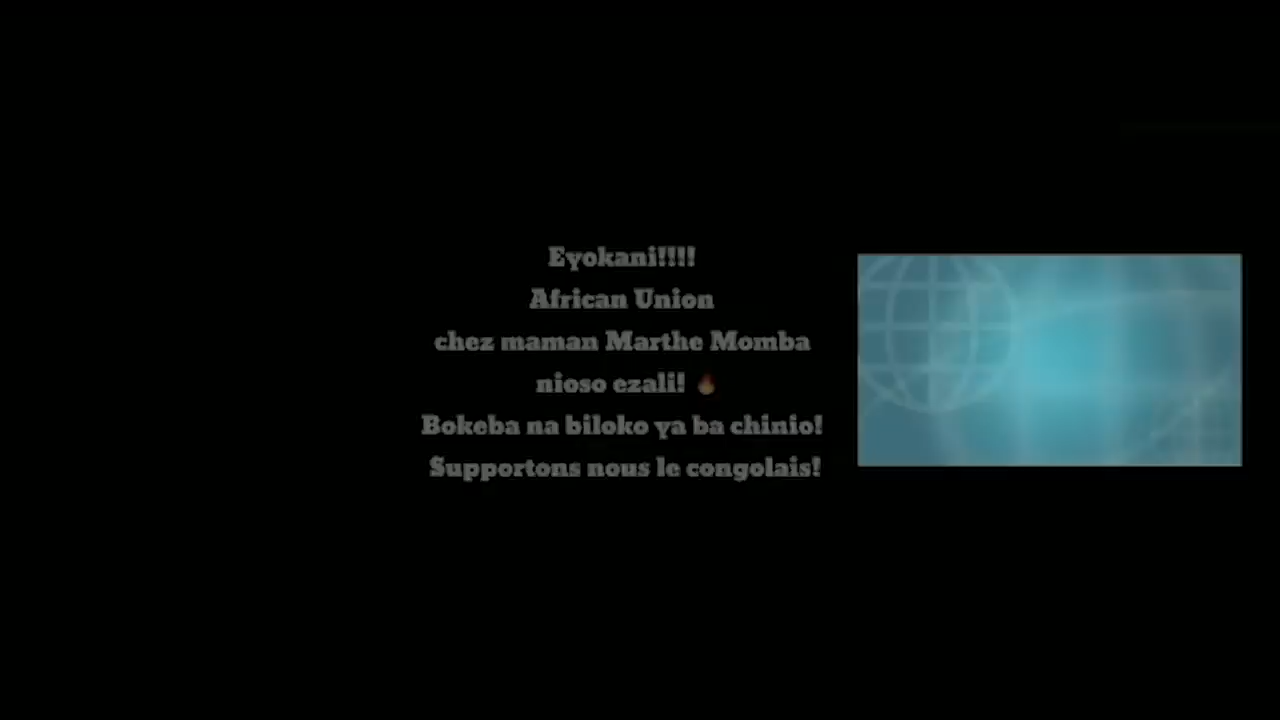 Eyokani!!!!
African Union
chez maman Marthe Momba
nioso ezali! 🔥
Bokeba na biloko ya ba chinio!
Supportons nous le congolais!